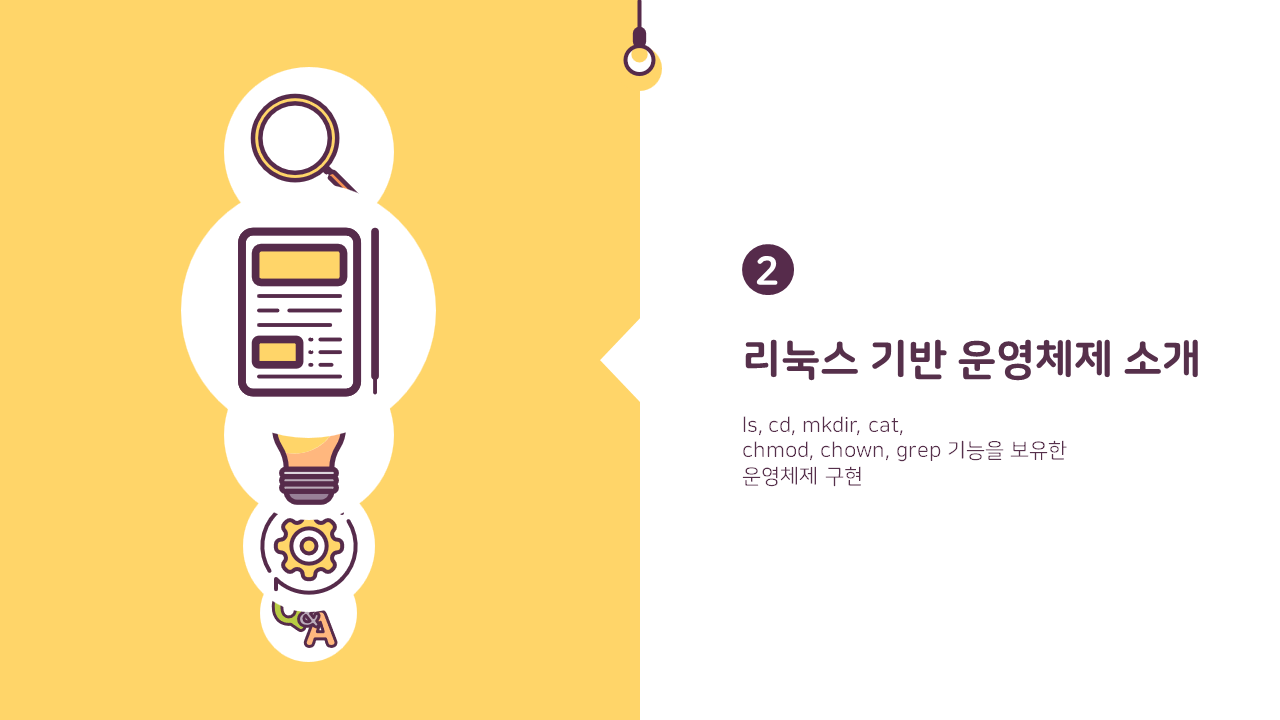 2
리눅스 기반 운영체제 소개
ls, cd, mkdir, cat,
chmod, chown, grep 기능을 보유한
운영체제 구현
&A